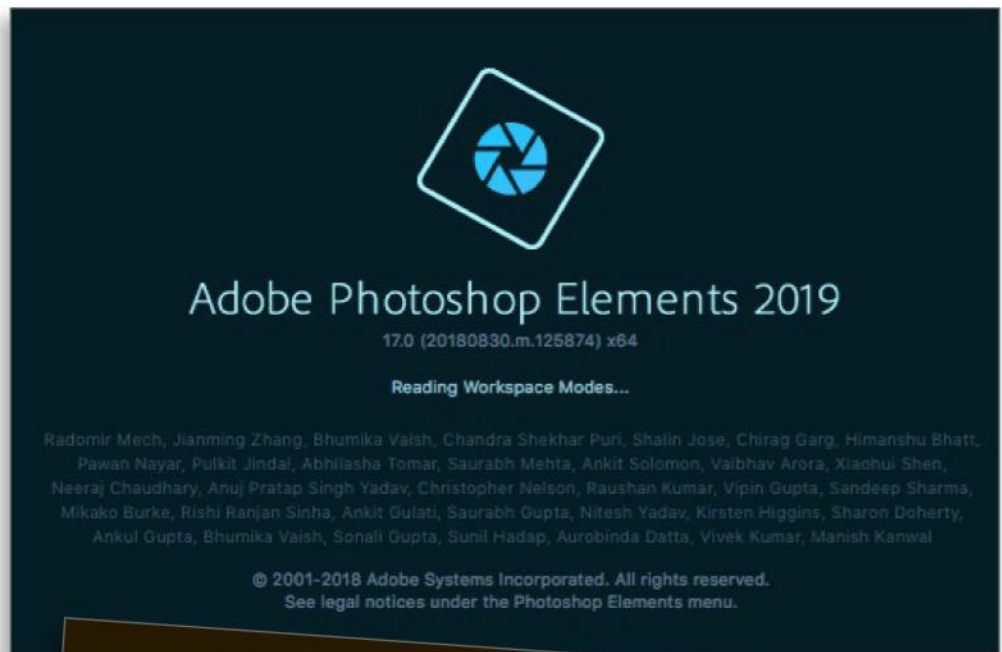 Adobe Photoshop Elements 2019
17.0 (20180830.m.125874) x64
Reading Workspace Modes...
Radomir Mech, Jianming Zhang, Bhumika Vaish, Chandra Shekhar Puri, Shalin Jose, Chirag Garg, Himanshu Bhatt,
Pawan Nayar, Pulkit Jindal, Abhilasha Tomar, Saurabh Mehta, Ankit Solomon, Vaibhav Arora, Xiaohui Shen,
Neeraj Chaudhary, Anuj Pratap Singh Yadav, Christopher Nelson, Raushan Kumar, Vipin Gupta, Sandeep Sharma,
Mikako Burke, Rishi Ranjan Sinha, Ankit Gulati, Saurabh Gupta, Nitesh Yadav, Kirsten Higgins, Sharon Doherty,
Ankul Gupta, Bhumika Vaish, Sonali Gupta, Sunil Hadap, Aurobinda Datta, Vivek Kumar, Manish Kanwal
© 2001-2018 Adobe Systems Incorporated. All rights reserved.
See legal notices under the Photoshop Elements menu.